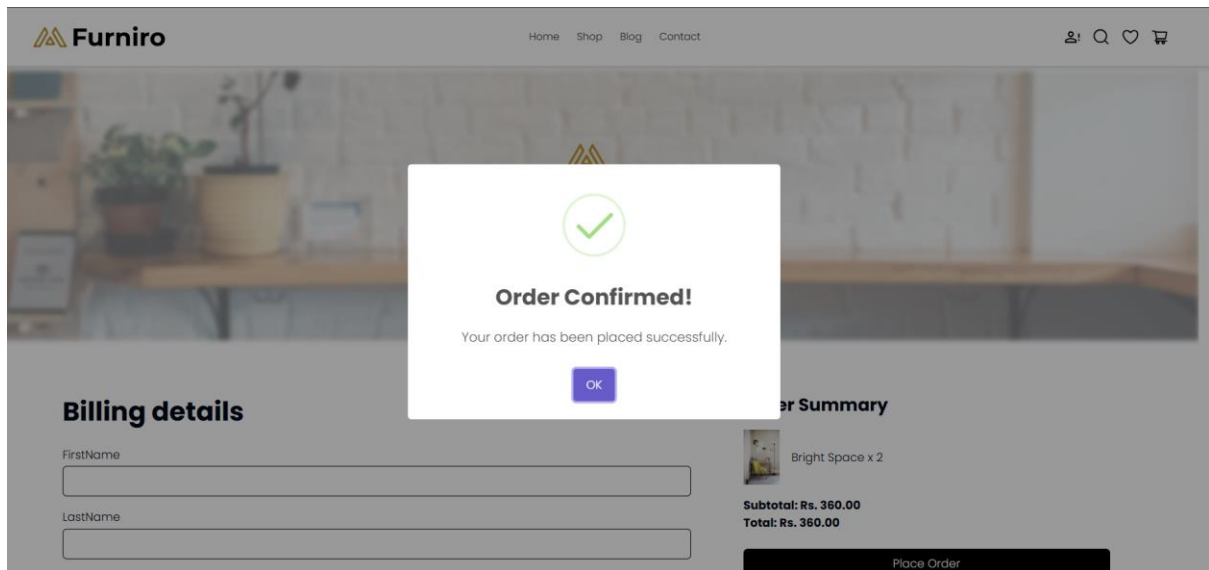 Furniro
Home Shop Blog Contact
Order Confirmed!
Your order has been placed successfully.
OK
Billing details
FirstName
LastName
Summary
Bright Space x 2
Subtotal: Rs. 360.00
Total: Rs. 360.00
Place Order